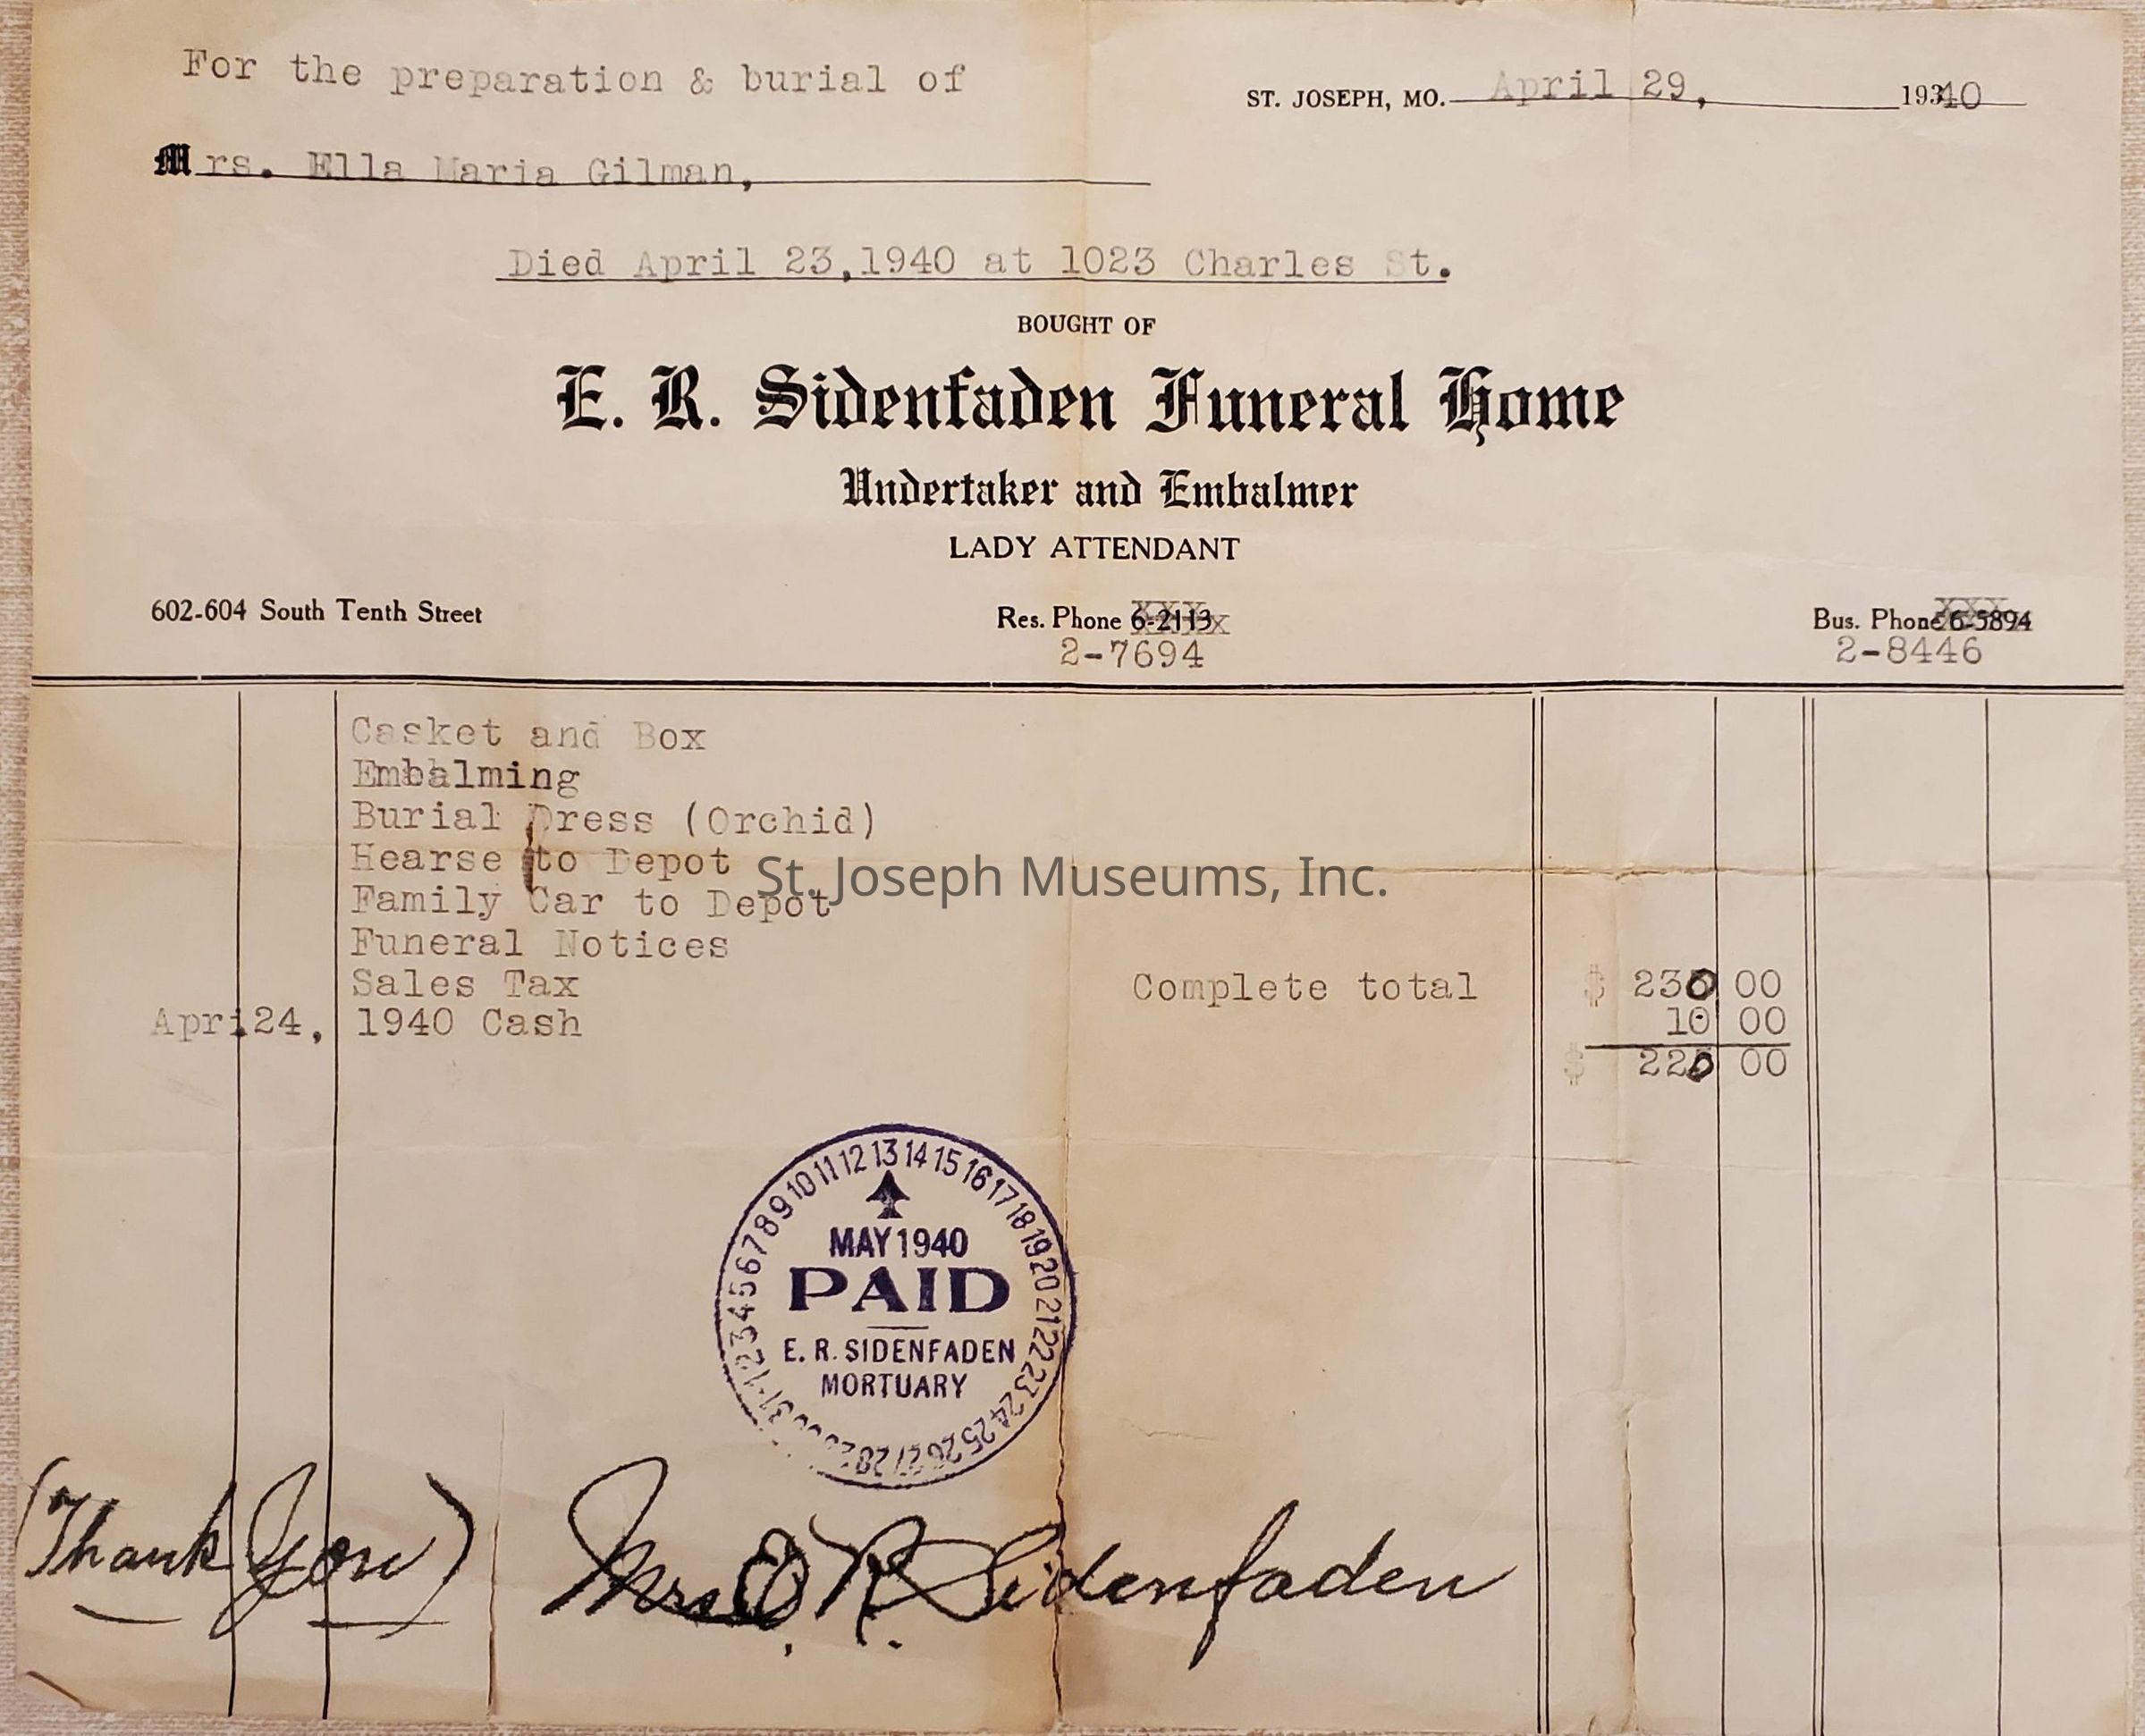 For the preparation & burial of
ST. JOSEPH, MO. April 29, 1940
Mrs. Ella Maria Gilman,
Died April 23,1940 at 1023 Charles St.
BOUGHT OF
E. R. Sidenfaden Funeral Home
Undertaker and Embalmer
LADY ATTENDANT
602-604 South Tenth Street Res. Phone 6-2113 Bus. Phone 6-5894
2-7694 2-8446
Casket and Box
Embalming
Burial Dress (Orchid)
Hearse to Depot
St. Joseph Museums, Inc.
Family Car to Depot
Funeral Notices
Sales Tax Complete total $ 230 00
Apri24, 1940 Cash 10 00
$ 220 00
1 2 3 4 5 6 7 8 9 10 11 12 13 14 15 16 17 18 19 20 21 22 23 24 25 26 27 28 31
MAY 1940
PAID
E. R. SIDENFADEN
MORTUARY
(Thank You) Mrs E. R. Sidenfaden